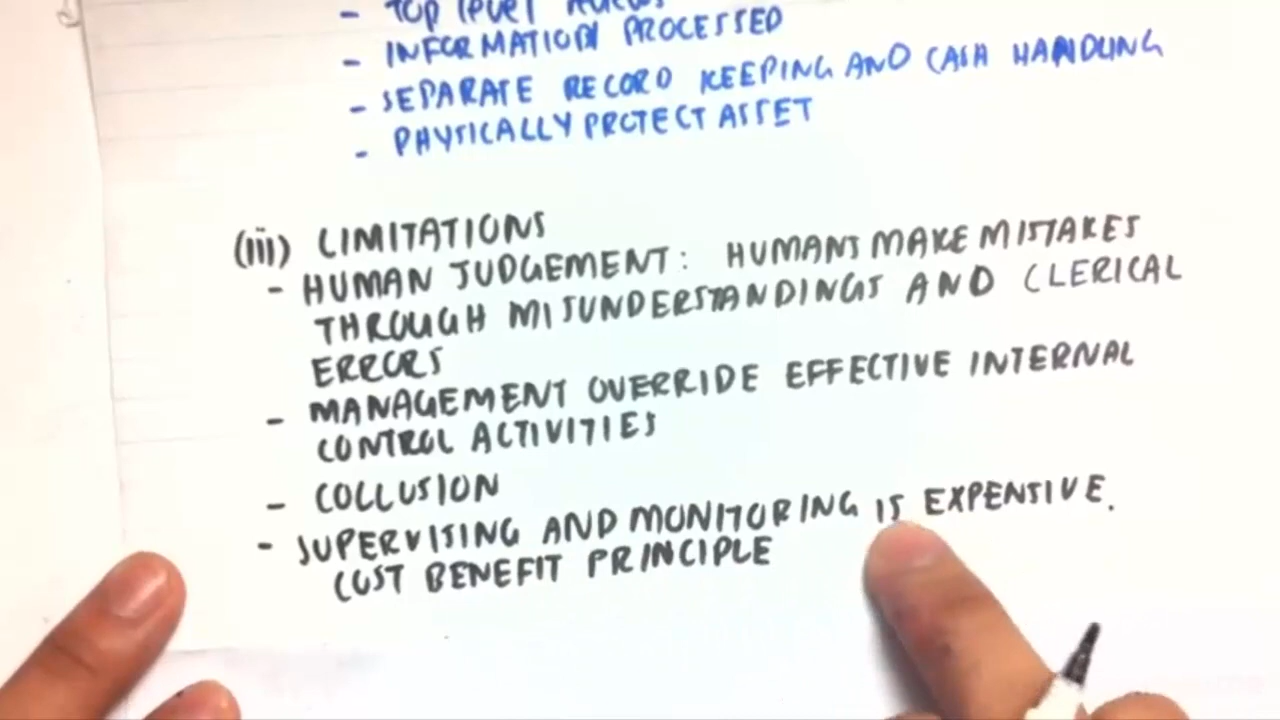 - TOP LEVEL
- INFORMATION PROCESSED
- SEPARATE RECORD KEEPING AND CASH HANDLING
- PHYSICALLY PROTECT ASSET
(iii) LIMITATIONS
- HUMAN JUDGEMENT: HUMANS MAKE MISTAKES
THROUGH MISUNDERSTANDINGS AND CLERICAL
ERRORS
- MANAGEMENT OVERRIDE EFFECTIVE INTERNAL
CONTROL ACTIVITIES
- COLLUSION
- SUPERVISING AND MONITORING IS EXPENSIVE.
COST BENEFIT PRINCIPLE